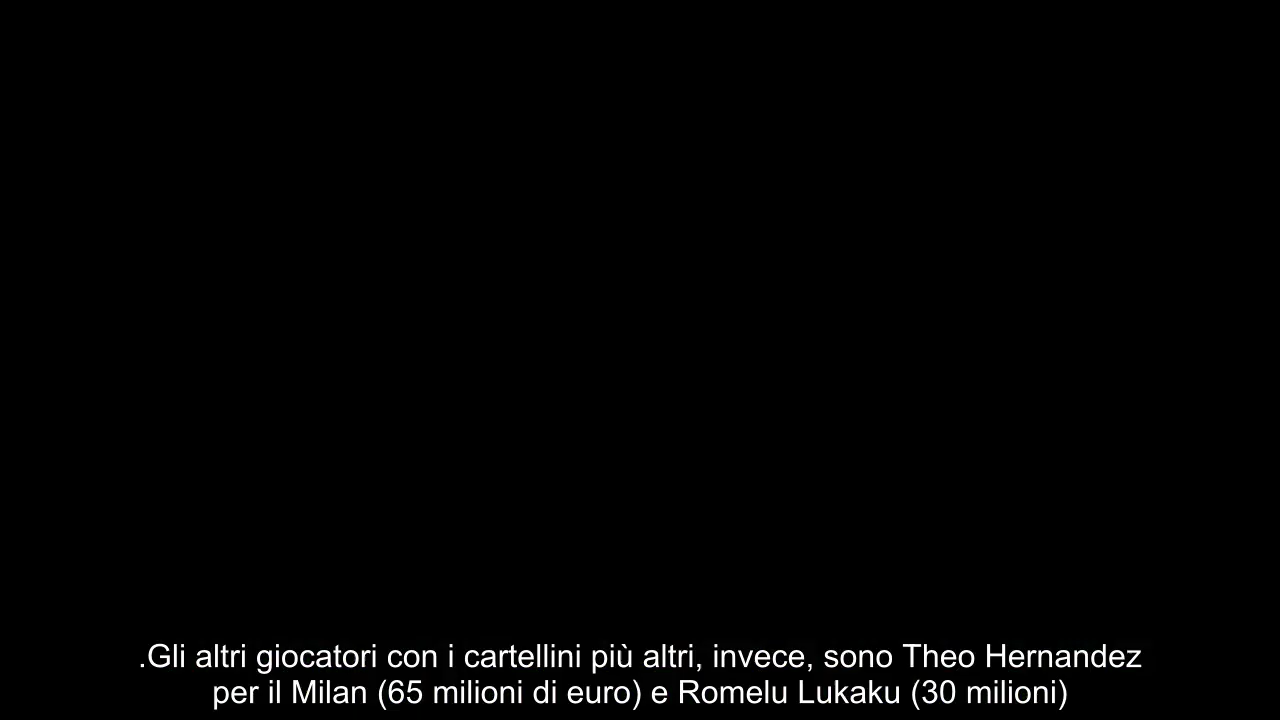 .Gli altri giocatori con i cartellini più altri, invece, sono Theo Hernandez
per il Milan (65 milioni di euro) e Romelu Lukaku (30 milioni)